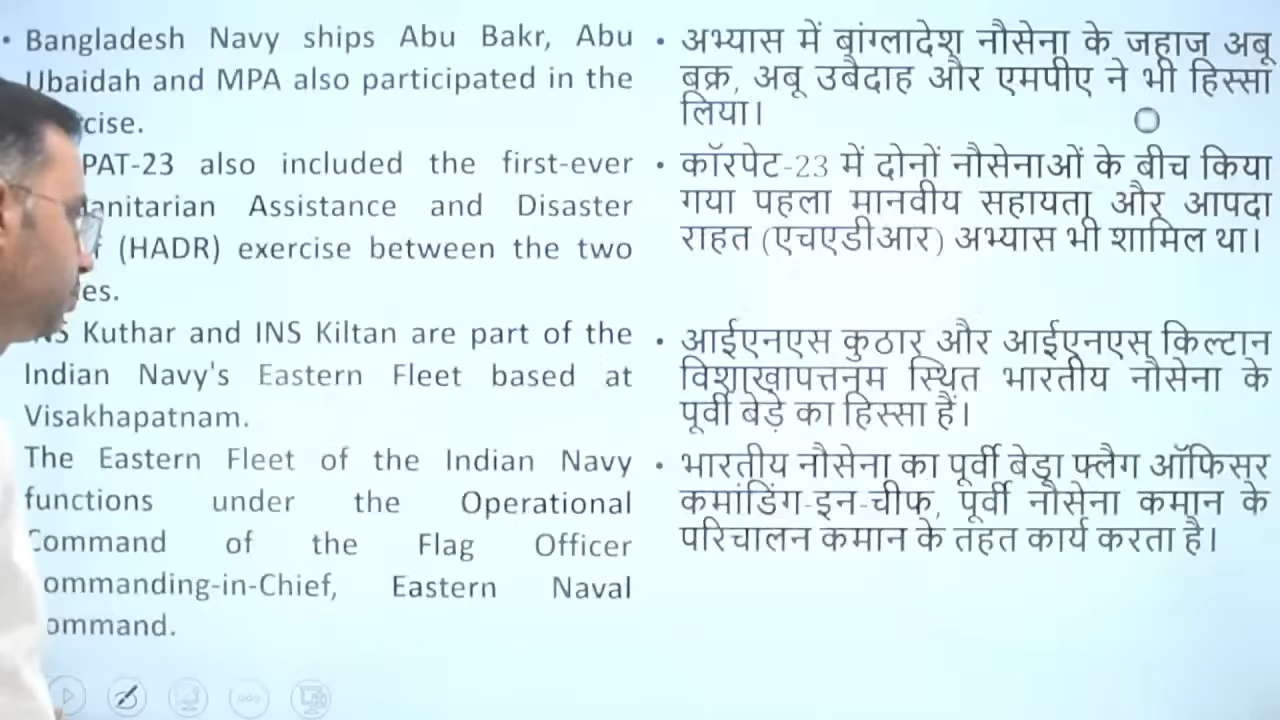 • Bangladesh Navy ships Abu Bakr, Abu
Ubaidah and MPA also participated in the
cise.
PAT-23 also included the first-ever
anitarian Assistance and Disaster
(HADR) exercise between the two
es.
Kuthar and INS Kiltan are part of the
Indian Navy's Eastern Fleet based at
Visakhapatnam.
The Eastern Fleet of the Indian Navy
functions under the Operational
Command of the Flag Officer
ommanding-in-Chief, Eastern Naval
ommand.
• अभ्यास में बांग्लादेश नौसेना के जहाज अबू
बक्र, अबू उबैदाह और एमपीए ने भी हिस्सा
लिया।
• कॉरपेट-23 में दोनों नौसेनाओं के बीच किया
गया पहला मानवीय सहायता और आपदा
राहत (एचएडीआर) अभ्यास भी शामिल था।
• आईएनएस कुठार और आईएनएस किल्टान
विशाखापत्तनम स्थित भारतीय नौसेना के
पूर्वी बेड़े का हिस्सा हैं।
• भारतीय नौसेना का पूर्वी बेड़ा फ्लैग ऑफिसर
कमांडिंग-इन-चीफ, पूर्वी नौसेना कमान के
परिचालन कमान के तहत कार्य करता है।